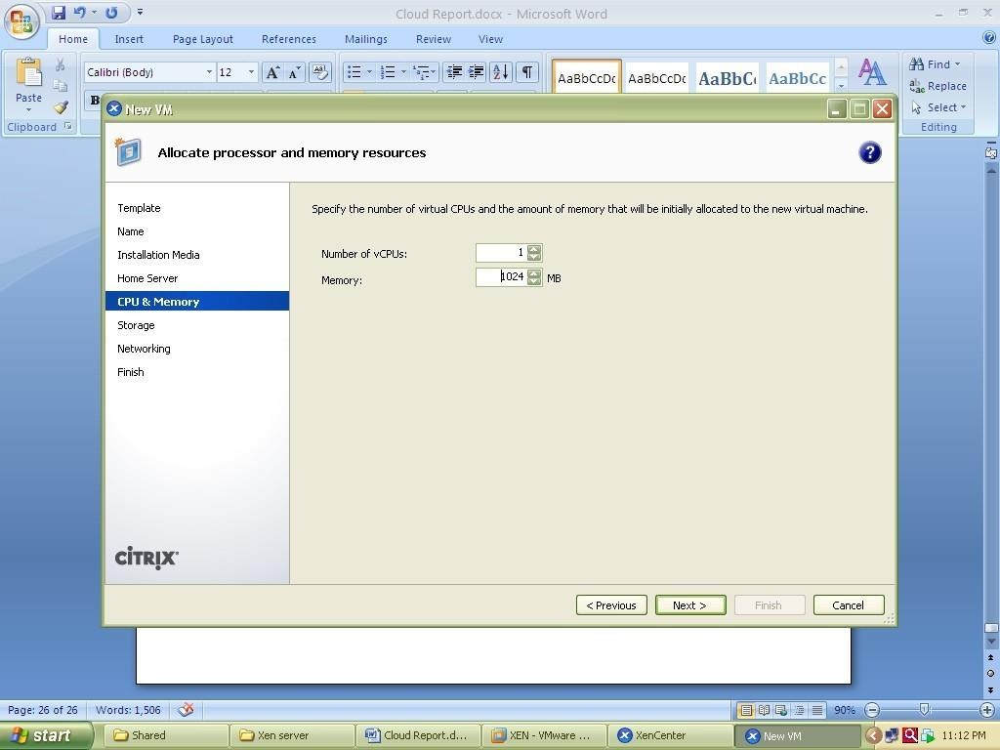 Cloud Report.docx - Microsoft Word
Home Insert Page Layout References Mailings Review View
Calibri (Body) 12 A A Aa AaBbCcDc AaBbCcDc AaBbC AaBbCc A Find
Paste Replace
B Select
Clipboard Editing
New VM
Allocate processor and memory resources ?
Template
Name
Installation Media
Home Server
CPU & Memory
Storage
Networking
Finish
CITRIX
Specify the number of virtual CPUs and the amount of memory that will be initially allocated to the new virtual machine.
Number of vCPUs: 1
Memory: 1024 MB
< Previous Next > Finish Cancel
Page: 26 of 26 Words: 1,506 90%
start Shared Xen server Cloud Report.d... XEN - VMware ... XenCenter New VM 11:12 PM